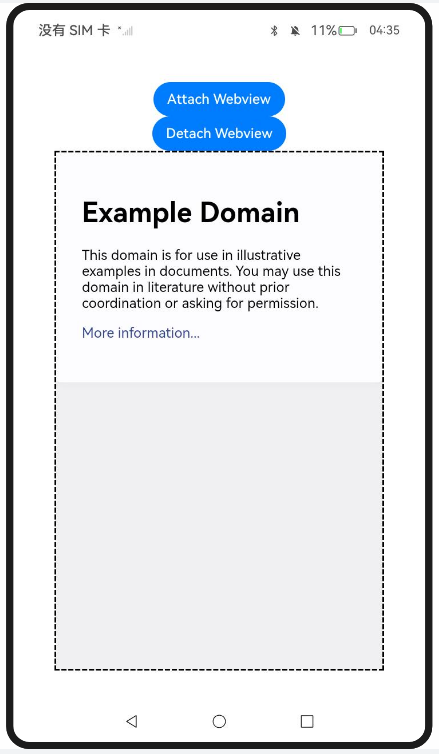 没有 SIM 卡
11%
04:35
Attach Webview
Detach Webview
Example Domain
This domain is for use in illustrative
examples in documents. You may use this
domain in literature without prior
coordination or asking for permission.
More information...